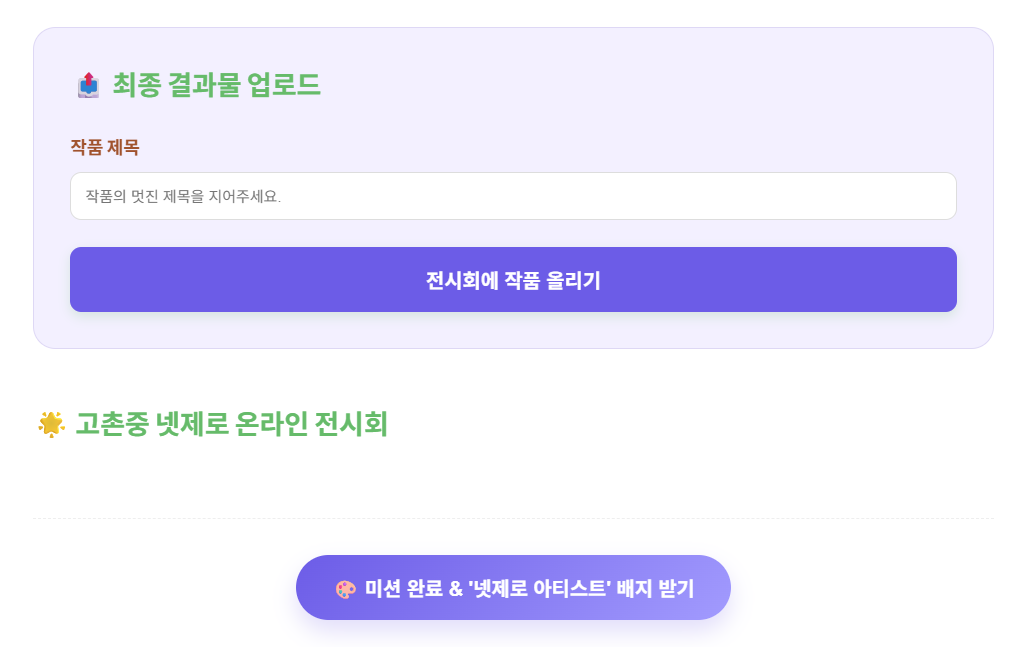 📤 최종 결과물 업로드
작품 제목
작품의 멋진 제목을 지어주세요.
전시회에 작품 올리기
🌟 고촌중 넷제로 온라인 전시회
🎨 미션 완료 & '넷제로 아티스트' 배지 받기